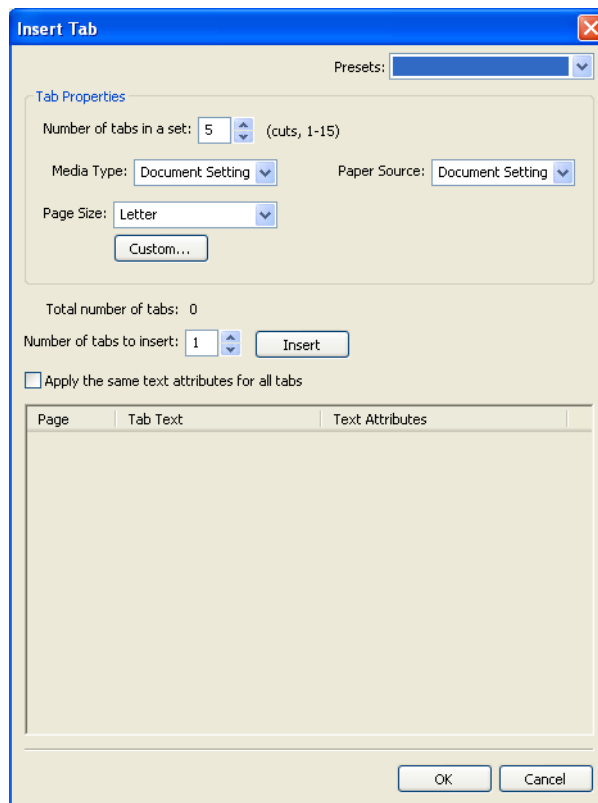 Insert Tab
Presets:
Tab Properties
Number of tabs in a set: 5 (cuts, 1-15)
Media Type: Document Setting Paper Source: Document Setting
Page Size: Letter
Custom...
Total number of tabs: 0
Number of tabs to insert: 1 Insert
Apply the same text attributes for all tabs
Page Tab Text Text Attributes
OK Cancel